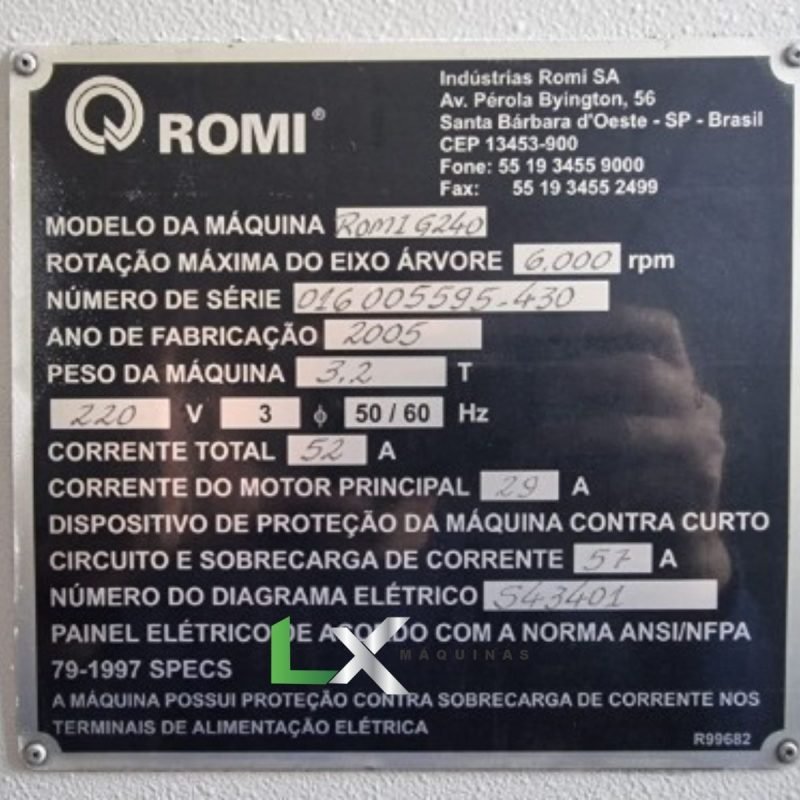 ROMI®
Indústrias Romi SA
Av. Pérola Byington, 56
Santa Bárbara d'Oeste - SP - Brasil
CEP 13453-900
Fone: 55 19 3455 9000
Fax: 55 19 3455 2499
MODELO DA MÁQUINA ROMI G240
ROTAÇÃO MÁXIMA DO EIXO ÁRVORE 6.000 rpm
NÚMERO DE SÉRIE 016 005595-430
ANO DE FABRICAÇÃO 2005
PESO DA MÁQUINA 3,2 T
220 V 3 ϕ 50 / 60 Hz
CORRENTE TOTAL 52 A
CORRENTE DO MOTOR PRINCIPAL 29 A
DISPOSITIVO DE PROTEÇÃO DA MÁQUINA CONTRA CURTO
CIRCUITO E SOBRECARGA DE CORRENTE 57 A
NÚMERO DO DIAGRAMA ELÉTRICO S43401
PAINEL ELÉTRICO DE ACORDO COM A NORMA ANSI/NFPA
79-1997 SPECS
LX
MÁQUINAS
A MÁQUINA POSSUI PROTEÇÃO CONTRA SOBRECARGA DE CORRENTE NOS
TERMINAIS DE ALIMENTAÇÃO ELÉTRICA
R99682